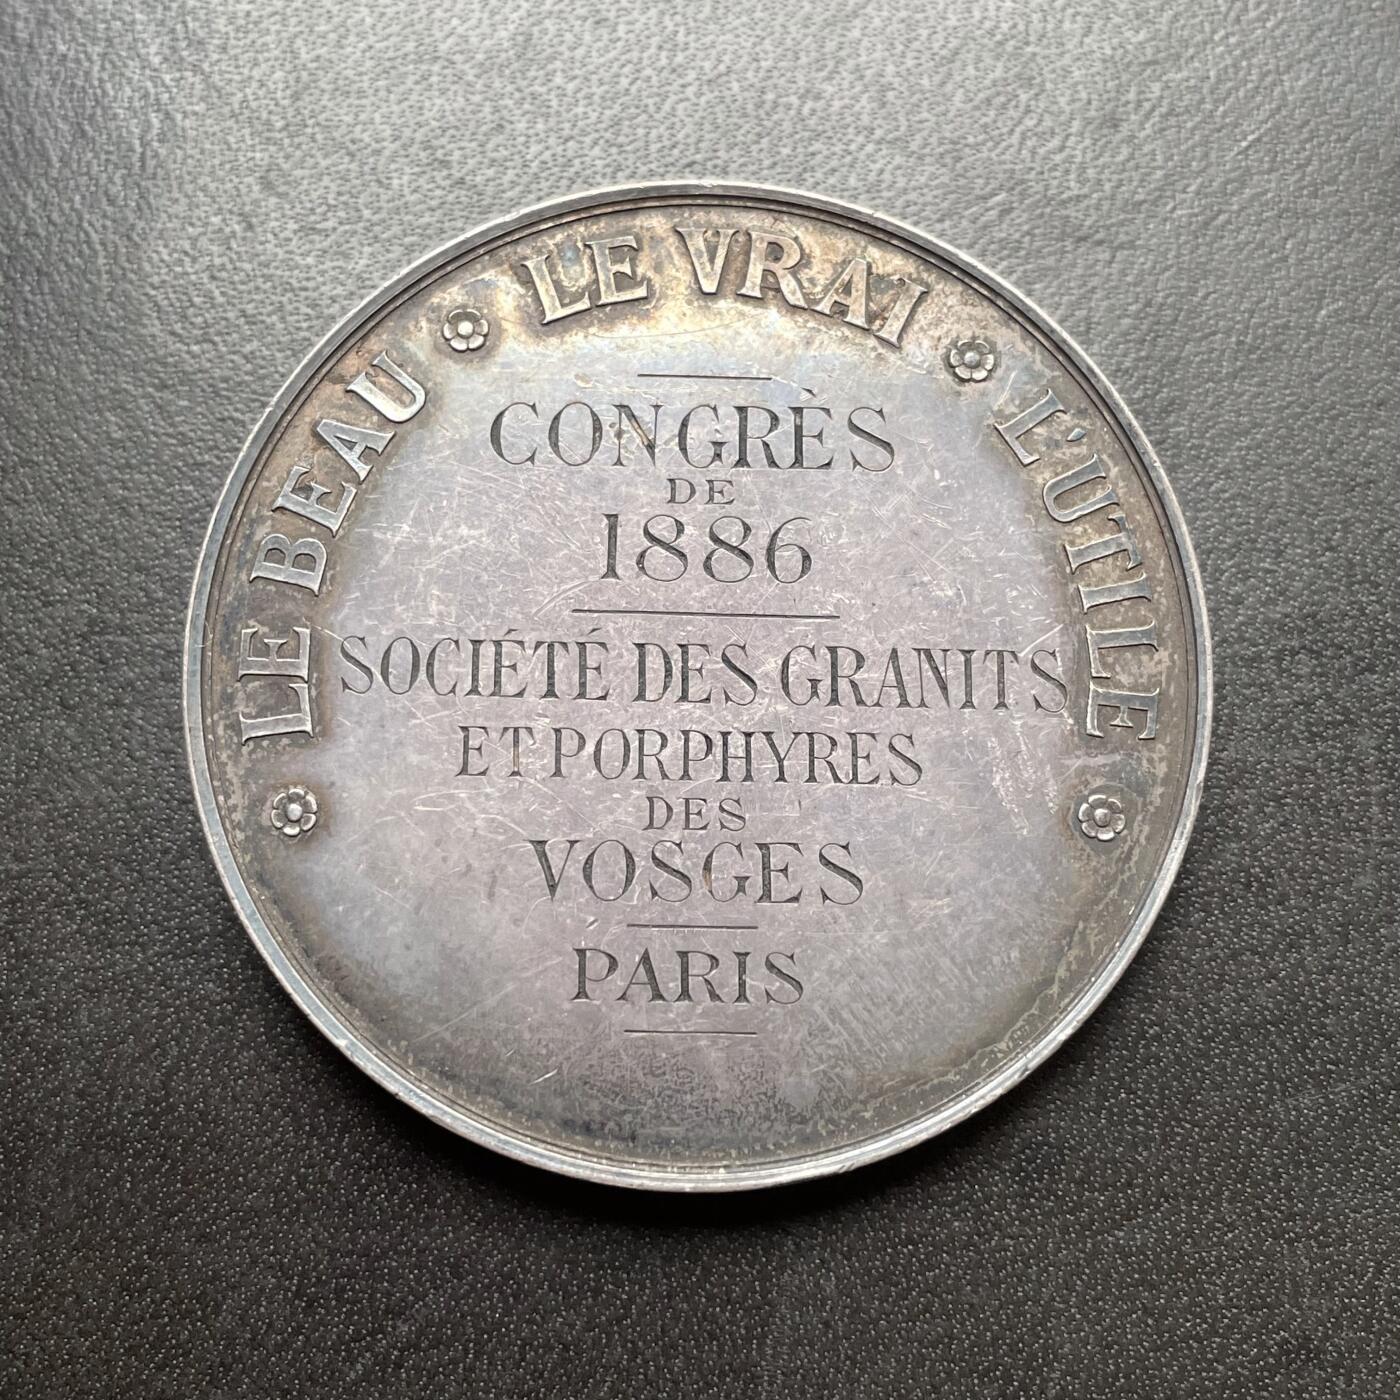 LE BEAU LE VRAI L'UTILE
CONGRÈS
DE
1886
SOCIÉTÉ DES GRANITS
ET PORPHYRES
DES
VOSGES
PARIS